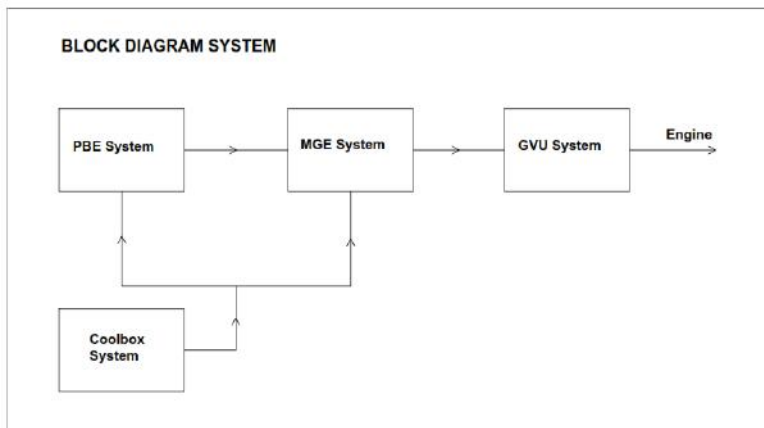 BLOCK DIAGRAM SYSTEM
PBE System
MGE System
GVU System
Engine
Coolbox
System